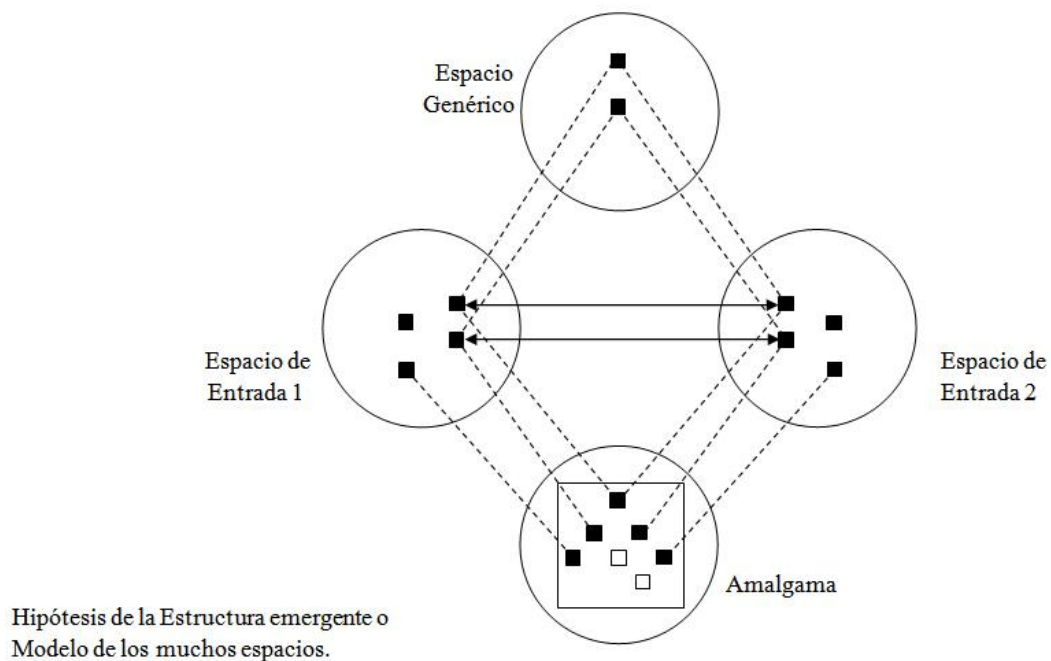 Espacio
Genérico
Espacio de
Entrada 1
Espacio de
Entrada 2
Amalgama
Hipótesis de la Estructura emergente o
Modelo de los muchos espacios.